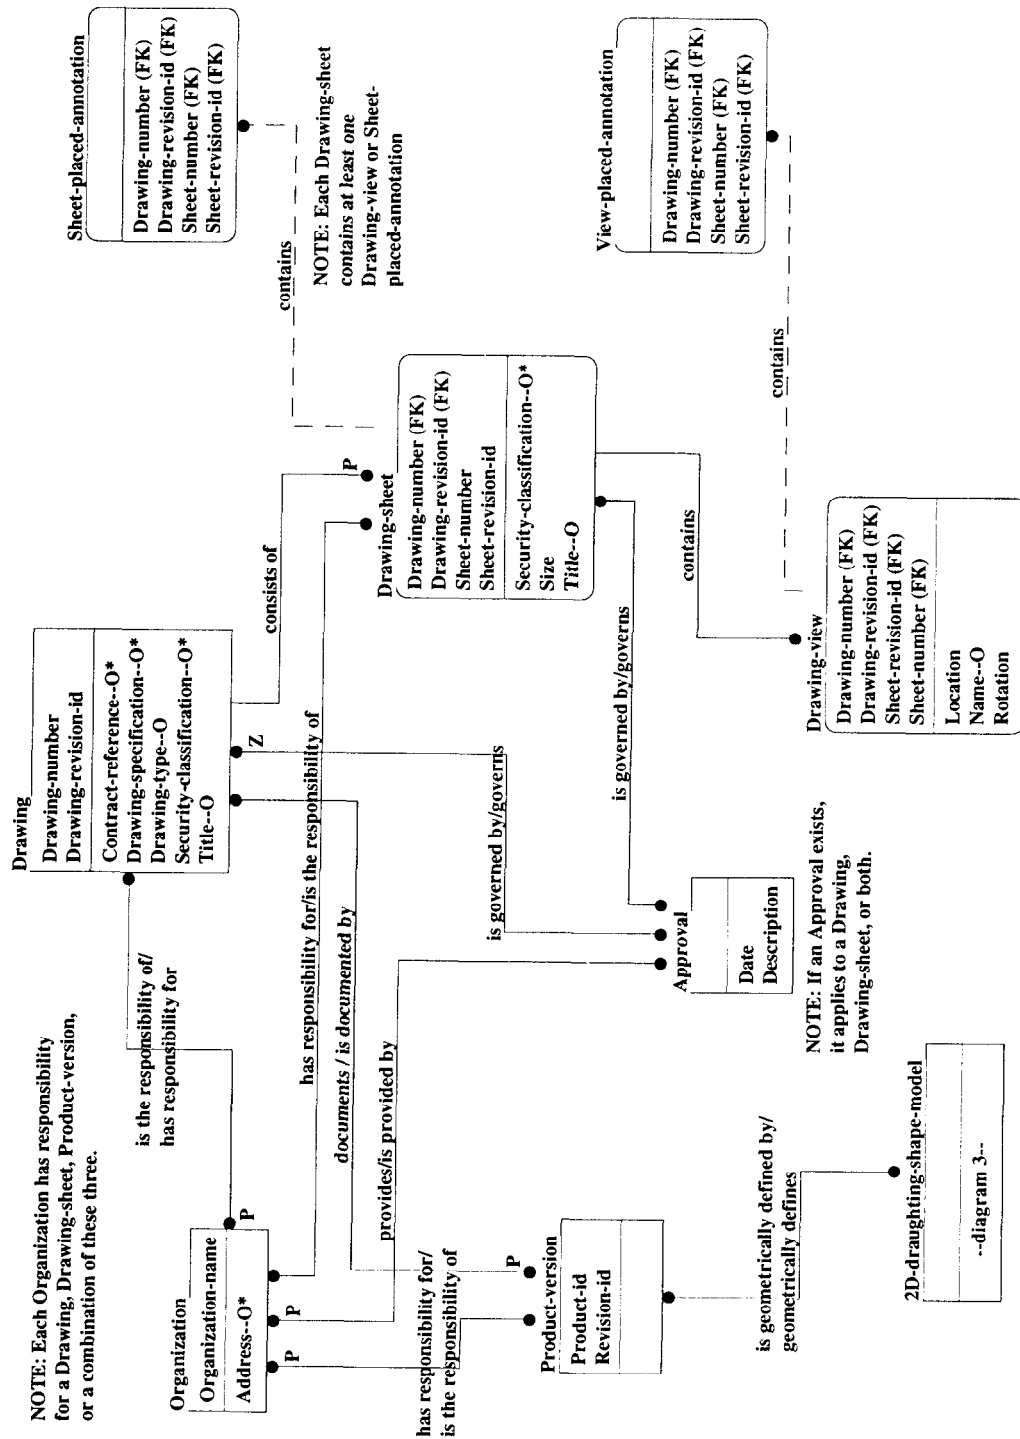 NOTE: Each Organization has responsibility
for a Drawing, Drawing-sheet, Product-version,
or a combination of these three.
Organization
Organization-name
Address--O*
P
P
P
is the responsibility of/
has responsibility for
Drawing
Drawing-number
Drawing-revision-id
Contract-reference--O*
Drawing-specification--O*
Drawing-type--O
Security-classification--O*
Title--O
Z
consists of
P
has responsibility for/is the responsibility of
documents / is documented by
provides/is provided by
is governed by/governs
is governed by/governs
has responsibility for/
is the responsibility of
P
Product-version
Product-id
Revision-id
is geometrically defined by/
geometrically defines
2D-draughting-shape-model
--diagram 3--
Approval
Date
Description
NOTE: If an Approval exists,
it applies to a Drawing,
Drawing-sheet, or both.
Drawing-sheet
Drawing-number (FK)
Drawing-revision-id (FK)
Sheet-number
Sheet-revision-id
Security-classification--O*
Size
Title--O
contains
Sheet-placed-annotation
Drawing-number (FK)
Drawing-revision-id (FK)
Sheet-number (FK)
Sheet-revision-id (FK)
NOTE: Each Drawing-sheet
contains at least one
Drawing-view or Sheet-
placed-annotation
contains
Drawing-view
Drawing-number (FK)
Drawing-revision-id (FK)
Sheet-revision-id (FK)
Sheet-number (FK)
Location
Name--O
Rotation
contains
View-placed-annotation
Drawing-number (FK)
Drawing-revision-id (FK)
Sheet-number (FK)
Sheet-revision-id (FK)